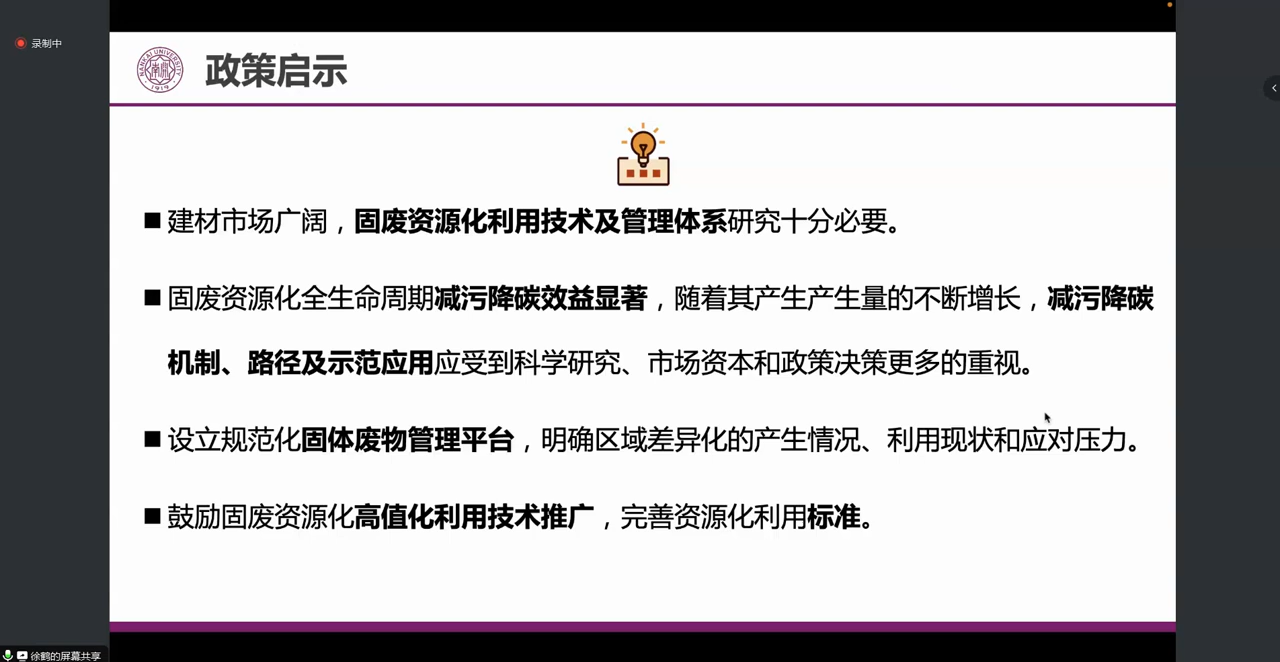 录制中
NANKAI UNIVERSITY
1919
政策启示
■ 建材市场广阔，固废资源化利用技术及管理体系研究十分必要。
■ 固废资源化全生命周期减污降碳效益显著，随着其产生产生量的不断增长，减污降碳
机制、路径及示范应用应受到科学研究、市场资本和政策决策更多的重视。
■ 设立规范化固体废物管理平台，明确区域差异化的产生情况、利用现状和应对压力。
■ 鼓励固废资源化高值化利用技术推广，完善资源化利用标准。
徐鹤的屏幕共享